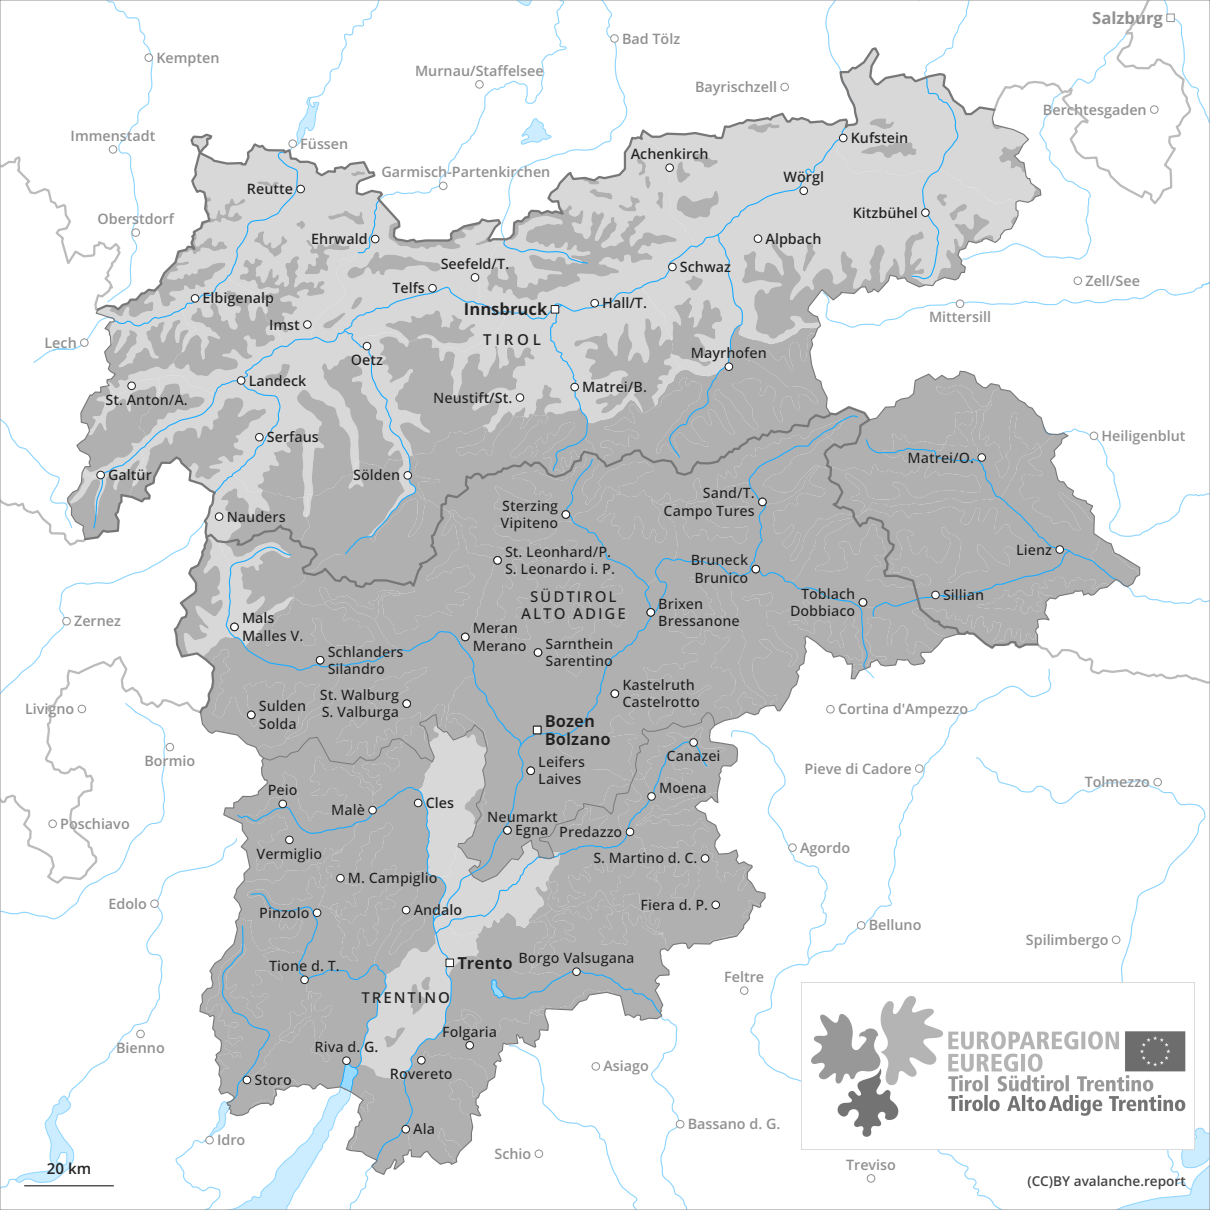 Salzburg
Bad Tölz
Kempten
Murnau/Staffelsee
Bayrischzell
Berchtesgaden
Immenstadt
Füssen
Kufstein
Achenkirch
Garmisch-Partenkirchen
Wörgl
Reutte
Oberstdorf
Kitzbühel
Ehrwald
Alpbach
Seefeld/T.
Schwaz
Zell/See
Telfs
Elbigenalp
Hall/T.
Innsbruck
Mittersill
Imst
TIROL
Lech
Oetz
Mayrhofen
Landeck
Matrei/B.
St. Anton/A.
Neustift/St.
Serfaus
Heiligenblut
Matrei/O.
Galtür
Sölden
Sand/T.
Campo Tures
Sterzing
Vipiteno
Nauders
St. Leonhard/P.
S. Leonardo i. P.
Lienz
Bruneck
Brunico
SÜDTIROL
ALTO ADIGE
Toblach
Dobbiaco
Sillian
Brixen
Bressanone
Zernez
Mals
Malles V.
Meran
Merano
Sarnthein
Sarentino
Schlanders
Silandro
Kastelruth
Castelrotto
St. Walburg
S. Valburga
Sulden
Solda
Livigno
Cortina d'Ampezzo
Bozen
Bolzano
Bormio
Canazei
Leifers
Laives
Pieve di Cadore
Tolmezzo
Peio
Moena
Malè
Cles
Neumarkt
Egna
Predazzo
Poschiavo
Agordo
Vermiglio
S. Martino d. C.
M. Campiglio
Edolo
Pinzolo
Andalo
Fiera d. P.
Belluno
Spilimbergo
Trento
Borgo Valsugana
Tione d. T.
Feltre
TRENTINO
Folgaria
Bienno
Riva d. G.
Rovereto
Asiago
Storo
EUROPAREGION
EUREGIO
Tirol Südtirol Trentino
Tirolo Alto Adige Trentino
Ala
Bassano d. G.
Idro
Schio
Treviso
20 km
(CC)BY avalanche.report